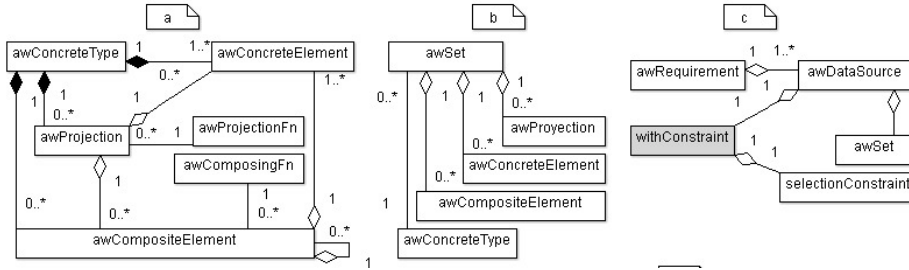 a
awConcreteType
1
1..*
0..*
awConcreteElement
1
1
0..*
1
1..*
awProjection
0..*
1
awProjectionFn
awComposingFn
1
1
1
0..*
0..*
0..*
0..*
awCompositeElement
1
b
awSet
0..*
1
1
1
0..*
awProyection
0..*
awConcreteElement
0..*
awCompositeElement
1
awConcreteType
c
awRequirement
1
1..*
awDataSource
1
1
withConstraint
1
1
awSet
selectionConstraint